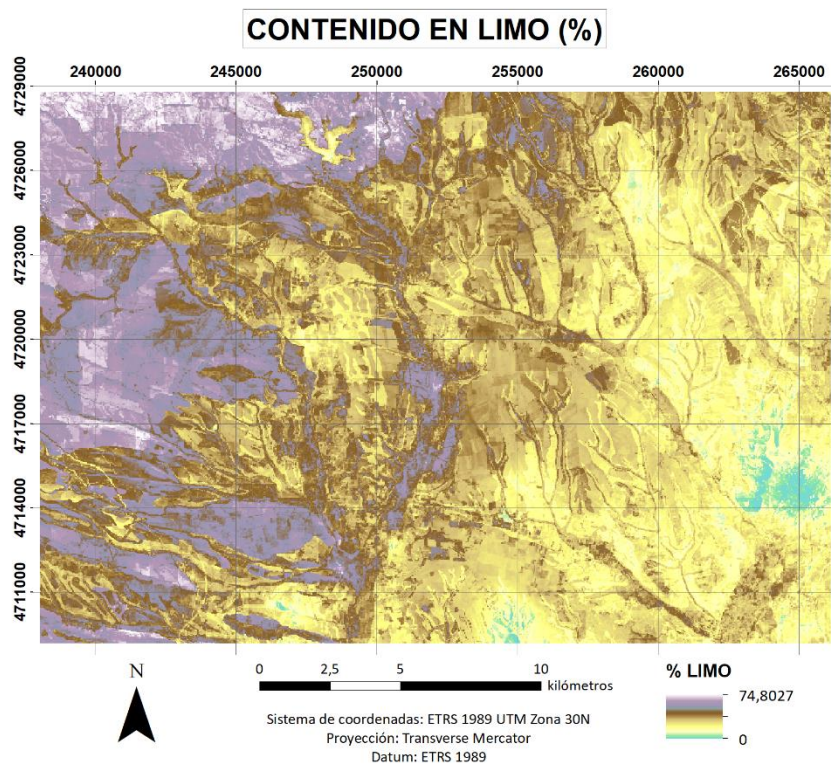 CONTENIDO EN LIMO (%)
240000 245000 250000 255000 260000 265000
4729000
4726000
4723000
4720000
4717000
4714000
4711000
N
0 2,5 5 10
kilómetros
Sistema de coordenadas: ETRS 1989 UTM Zona 30N
Proyección: Transverse Mercator
Datum: ETRS 1989
% LIMO
74,8027
0